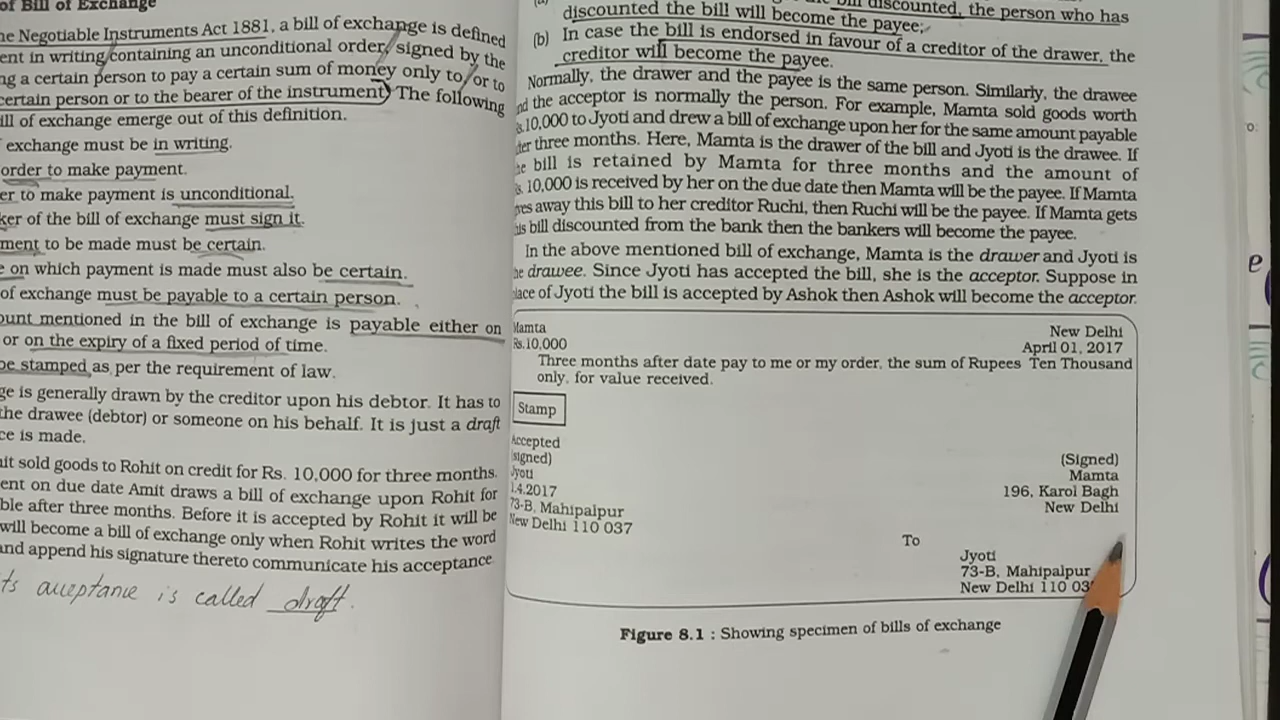 of Bill of Exchange
Negotiable Instruments Act 1881, a bill of exchange is defined
in writing containing an unconditional order, signed by the
a certain person to pay a certain sum of money only to, or to
certain person or to the bearer of the instrument. The following
bill of exchange emerge out of this definition.
exchange must be in writing.
order to make payment.
to make payment is unconditional.
of the bill of exchange must sign it.
to be made must be certain.
on which payment is made must also be certain.
of exchange must be payable to a certain person.
mentioned in the bill of exchange is payable either on
or on the expiry of a fixed period of time.
be stamped as per the requirement of law.
is generally drawn by the creditor upon his debtor. It has to
the drawee (debtor) or someone on his behalf. It is just a draft
is made.
sold goods to Rohit on credit for Rs. 10,000 for three months.
on due date Amit draws a bill of exchange upon Rohit for
after three months. Before it is accepted by Rohit it will be
will become a bill of exchange only when Rohit writes the word
and append his signature thereto communicate his acceptance
its acceptance is called draft.
(a) the bill discounted, the person who has
discounted the bill will become the payee;
(b) In case the bill is endorsed in favour of a creditor of the drawer, the
creditor will become the payee.
Normally, the drawer and the payee is the same person. Similarly, the drawee
and the acceptor is normally the person. For example, Mamta sold goods worth
Rs.10,000 to Jyoti and drew a bill of exchange upon her for the same amount payable
after three months. Here, Mamta is the drawer of the bill and Jyoti is the drawee. If
the bill is retained by Mamta for three months and the amount of
Rs. 10,000 is received by her on the due date then Mamta will be the payee. If Mamta
gives away this bill to her creditor Ruchi, then Ruchi will be the payee. If Mamta gets
this bill discounted from the bank then the bankers will become the payee.
In the above mentioned bill of exchange, Mamta is the drawer and Jyoti is
the drawee. Since Jyoti has accepted the bill, she is the acceptor. Suppose in
place of Jyoti the bill is accepted by Ashok then Ashok will become the acceptor.
Mamta New Delhi
Rs.10,000 April 01, 2017
Three months after date pay to me or my order, the sum of Rupees Ten Thousand
only, for value received.
Stamp
Accepted
(signed)
Jyoti
1.4.2017
73-B, Mahipalpur
New Delhi 110 037
(Signed)
Mamta
196, Karol Bagh
New Delhi
To
Jyoti
73-B, Mahipalpur
New Delhi 110 03
Figure 8.1 : Showing specimen of bills of exchange